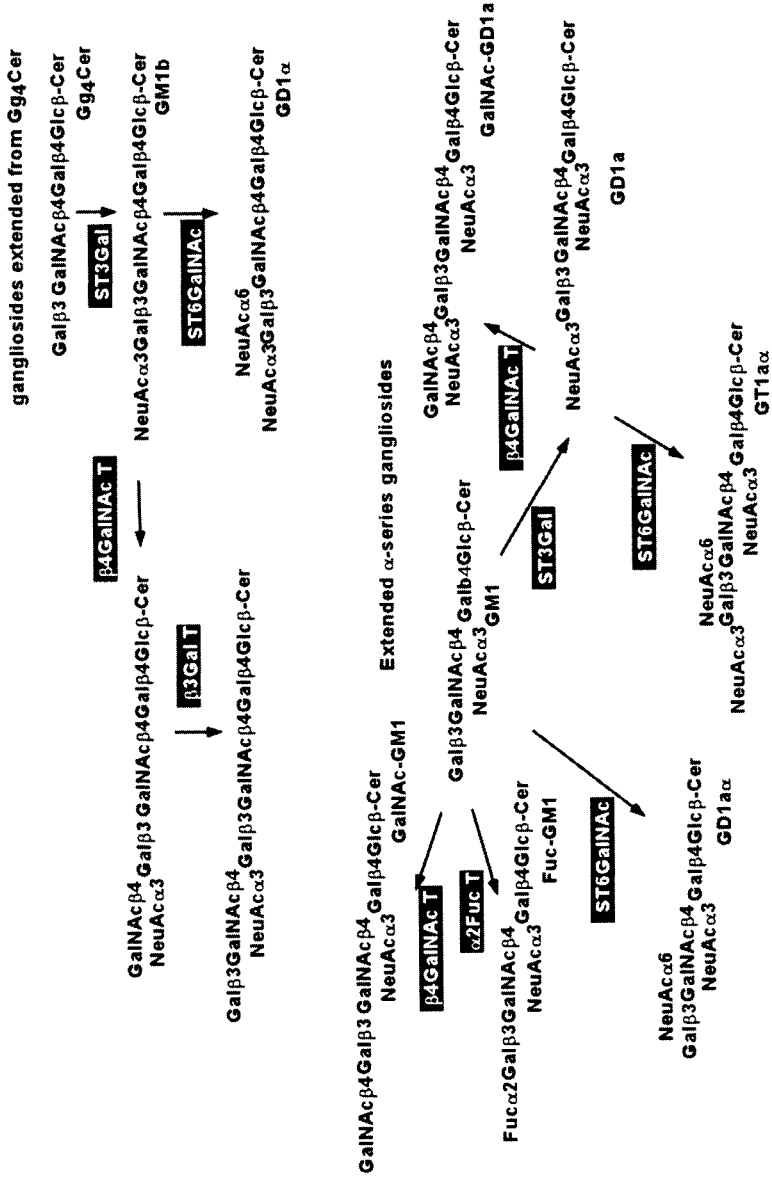 gangliosides extended from Gg4Cer
Galβ3 GalNAcβ4Galβ4Glcβ-Cer
Gg4Cer
ST3Gal
NeuAcα3Galβ3GalNAcβ4Galβ4Glcβ-Cer
GM1b
β4GalNAc T
ST6GalNAc
GalNAcβ4
NeuAcα3
Galβ3 GalNAcβ4Galβ4Glcβ-Cer
NeuAcα6
NeuAcα3Galβ3
GalNAcβ4Galβ4Glcβ-Cer
GD1α
β3Gal T
Galβ3GalNAcβ4
NeuAcα3
Galβ3GalNAcβ4Galβ4Glcβ-Cer
Extended α-series gangliosides
GalNAcβ4Galβ3 GalNAcβ4
NeuAcα3
Galβ4Glcβ-Cer
GalNAc-GM1
GalNAcβ4
NeuAcα3
Galβ3GalNAcβ4
NeuAcα3
Galβ4Glcβ-Cer
GalNAc-GD1a
β4GalNAc T
Galβ3GalNAcβ4
NeuAcα3
Galb4Glcβ-Cer
GM1
β4GalNAc T
α2Fuc T
ST3Gal
Fucα2Galβ3GalNAcβ4
NeuAcα3
Galβ4Glcβ-Cer
Fuc-GM1
NeuAcα3
Galβ3GalNAcβ4
NeuAcα3
Galβ4Glcβ-Cer
GD1a
ST6GalNAc
ST6GalNAc
NeuAcα6
Galβ3GalNAcβ4
NeuAcα3
Galβ4Glcβ-Cer
GD1aα
NeuAcα6
NeuAcα3
Galβ3GalNAcβ4
NeuAcα3
Galβ4Glcβ-Cer
GT1aα